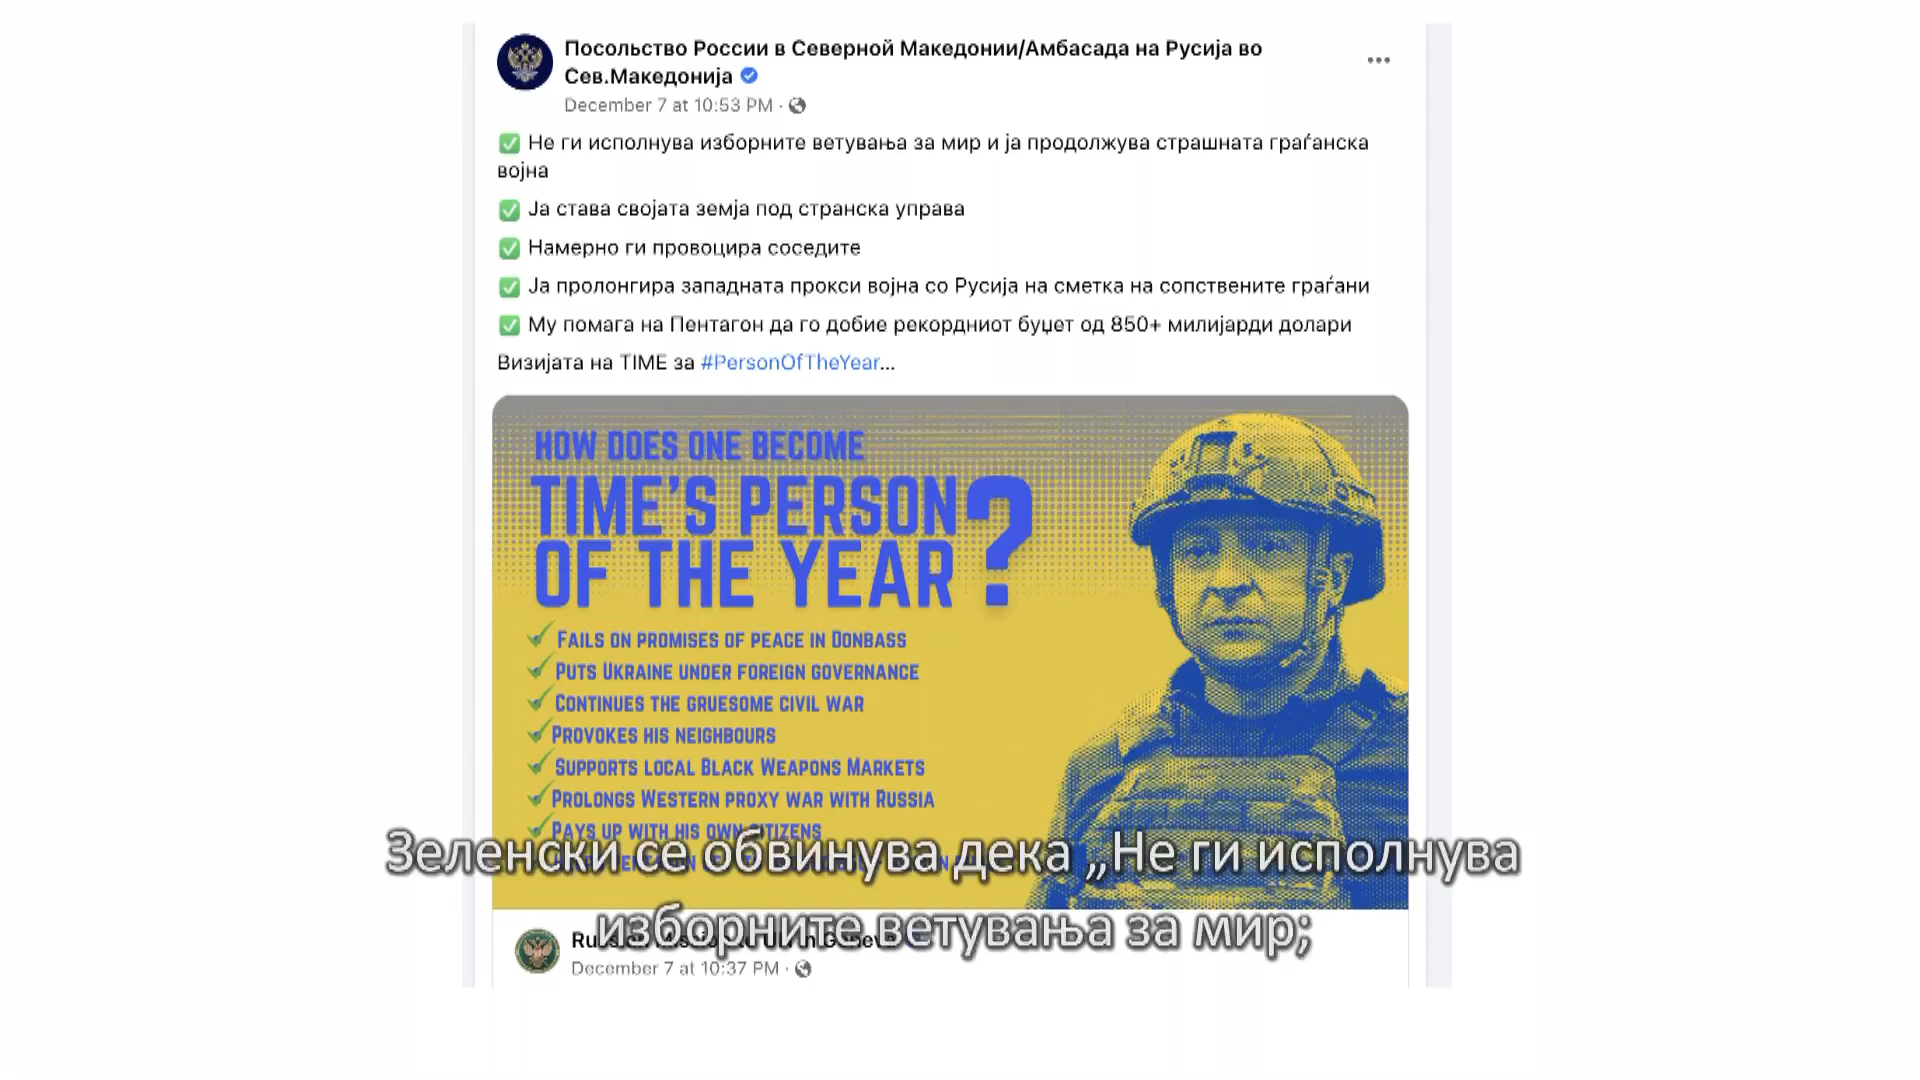 Посольство России в Северной Македонии/Амбасада на Русија во
Сев.Македонија
December 7 at 10:53 PM ·
Не ги исполнува изборните ветувања за мир и ја продолжува страшната граѓанска
војна
Ја става својата земја под странска управа
Намерно ги провоцира соседите
Ја пролонгира западната прокси војна со Русија на сметка на сопствените граѓани
Му помага на Пентагон да го добие рекордниот буџет од 850+ милијарди долари
Визијата на TIME за #PersonOfTheYear...
HOW DOES ONE BECOME
TIME'S PERSON
OF THE YEAR?
FAILS ON PROMISES OF PEACE IN DONBASS
PUTS UKRAINE UNDER FOREIGN GOVERNANCE
CONTINUES THE GRUESOME CIVIL WAR
PROVOKES HIS NEIGHBOURS
SUPPORTS LOCAL BLACK WEAPONS MARKETS
PROLONGS WESTERN PROXY WAR WITH RUSSIA
PAYS UP WITH HIS OWN CITIZENS
Зеленски се обвинува дека „Не ги исполнува
изборните ветувања за мир;
Russian Mission to UN in Geneva
December 7 at 10:37 PM ·